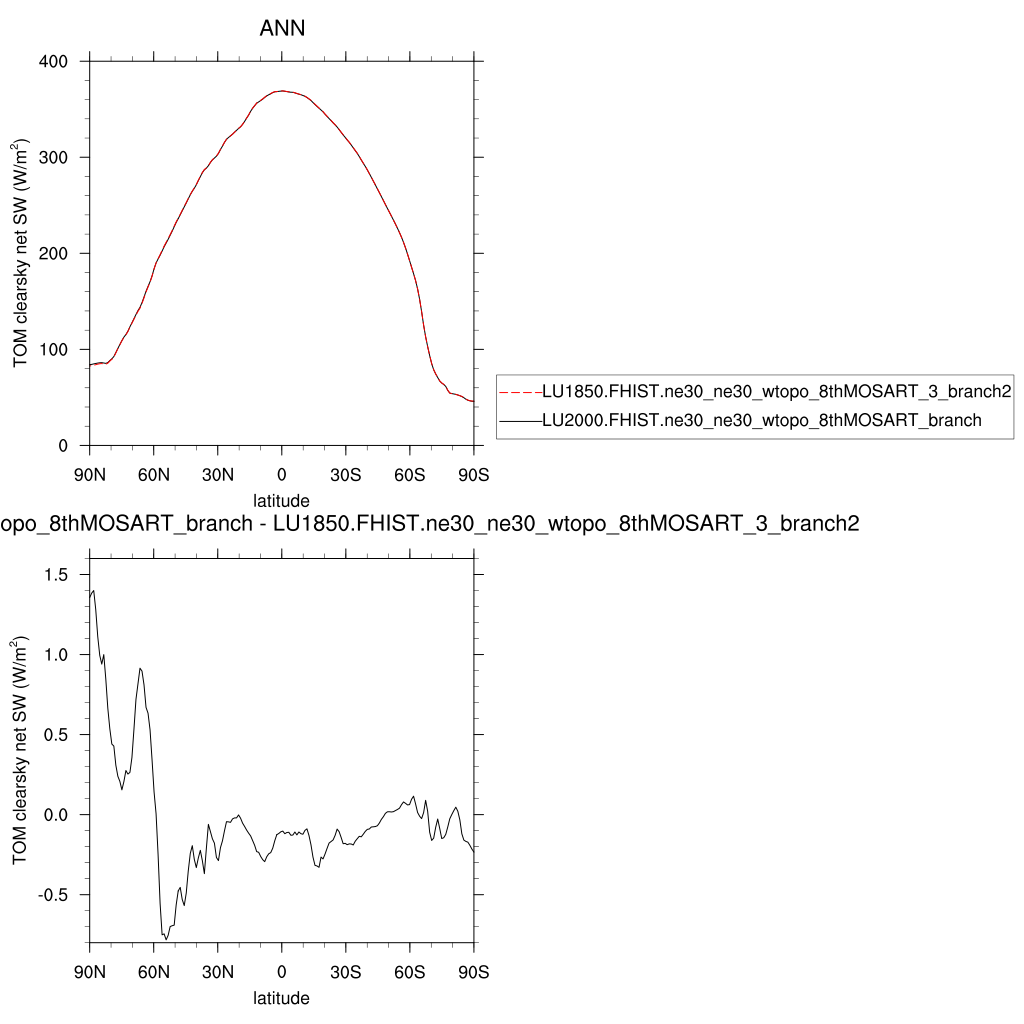 ANN
400
300
200
100
0
TOM clearsky net SW (W/m²)
90N 60N 30N 0 30S 60S 90S
latitude
LU1850.FHIST.ne30_ne30_wtopo_8thMOSART_3_branch2
LU2000.FHIST.ne30_ne30_wtopo_8thMOSART_branch
opo_8thMOSART_branch - LU1850.FHIST.ne30_ne30_wtopo_8thMOSART_3_branch2
1.5
1.0
0.5
0.0
-0.5
TOM clearsky net SW (W/m²)
90N 60N 30N 0 30S 60S 90S
latitude